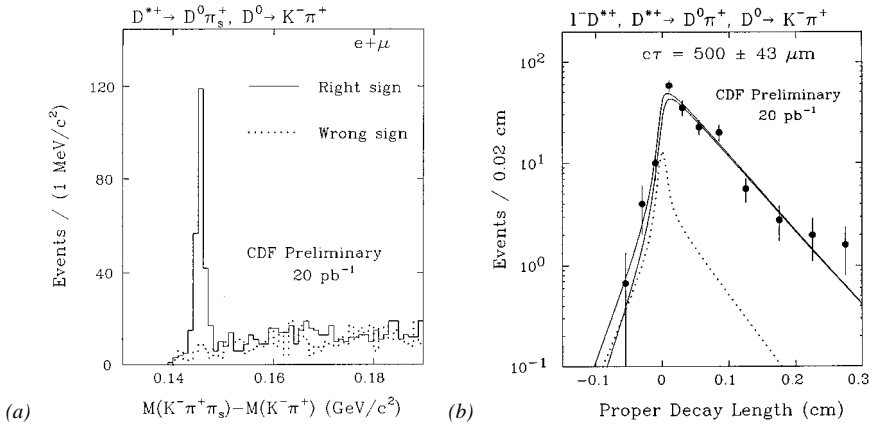 D*+→ D⁰πₛ⁺, D⁰→ K⁻π⁺
e+μ
Right sign
Wrong sign
CDF Preliminary
20 pb⁻¹
120
80
40
0
Events / (1 MeV/c²)
0.14
0.16
0.18
M(K⁻π⁺πₛ)−M(K⁻π⁺) (GeV/c²)
(a)
l⁻D*+, D*+→ D⁰π⁺, D⁰→ K⁻π⁺
cτ = 500 ± 43 μm
CDF Preliminary
20 pb⁻¹
10²
10¹
10⁰
10⁻¹
Events / 0.02 cm
−0.1
0
0.1
0.2
0.3
Proper Decay Length (cm)
(b)